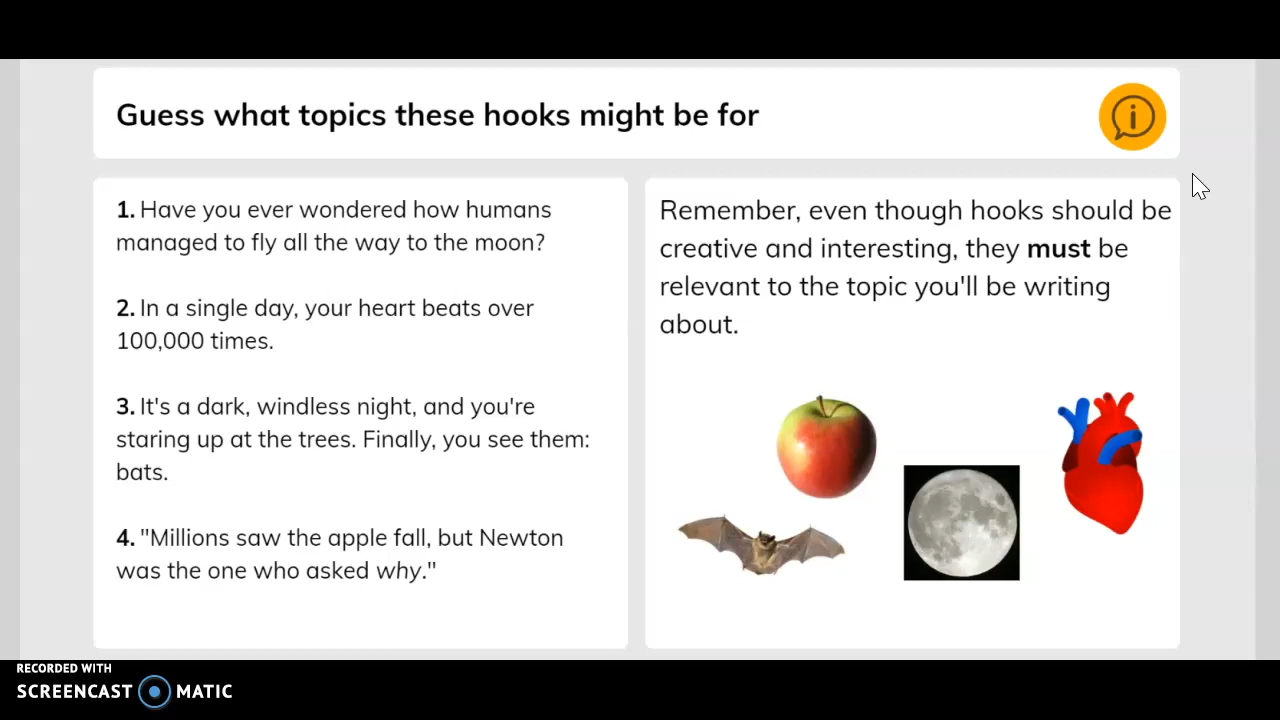 Guess what topics these hooks might be for
1. Have you ever wondered how humans
managed to fly all the way to the moon?
2. In a single day, your heart beats over
100,000 times.
3. It's a dark, windless night, and you're
staring up at the trees. Finally, you see them:
bats.
4. "Millions saw the apple fall, but Newton
was the one who asked why."
Remember, even though hooks should be
creative and interesting, they must be
relevant to the topic you'll be writing
about.
RECORDED WITH
SCREENCAST MATIC